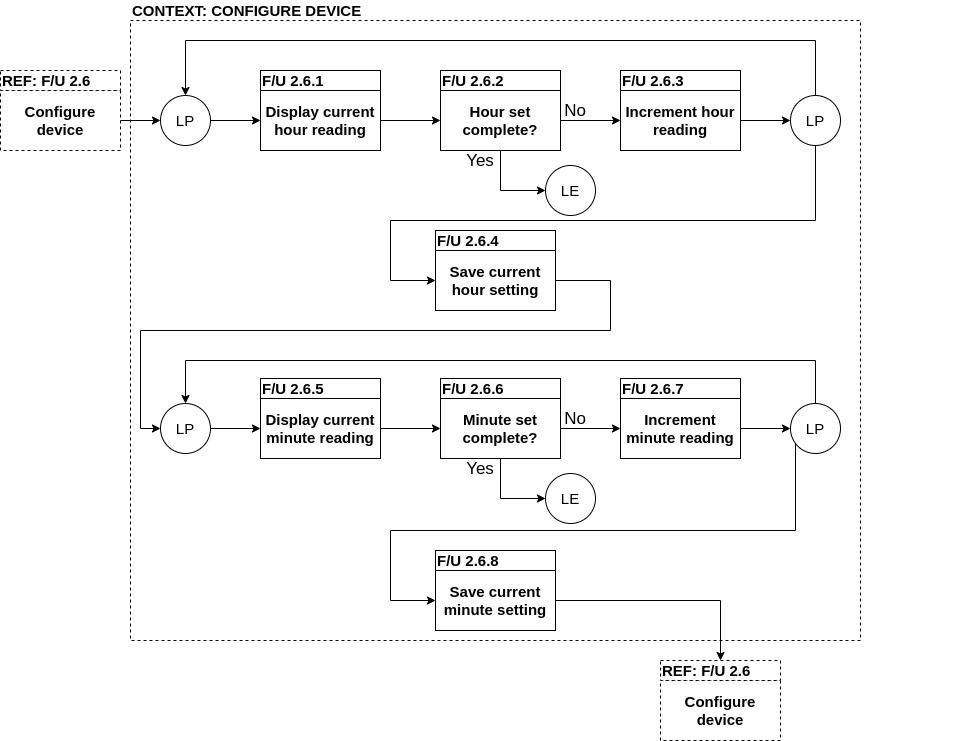 CONTEXT: CONFIGURE DEVICE
REF: F/U 2.6
Configure
device
LP
F/U 2.6.1
Display current
hour reading
F/U 2.6.2
Hour set
complete?
No
Yes
LE
F/U 2.6.3
Increment hour
reading
LP
F/U 2.6.4
Save current
hour setting
LP
F/U 2.6.5
Display current
minute reading
F/U 2.6.6
Minute set
complete?
No
Yes
LE
F/U 2.6.7
Increment
minute reading
LP
F/U 2.6.8
Save current
minute setting
REF: F/U 2.6
Configure
device